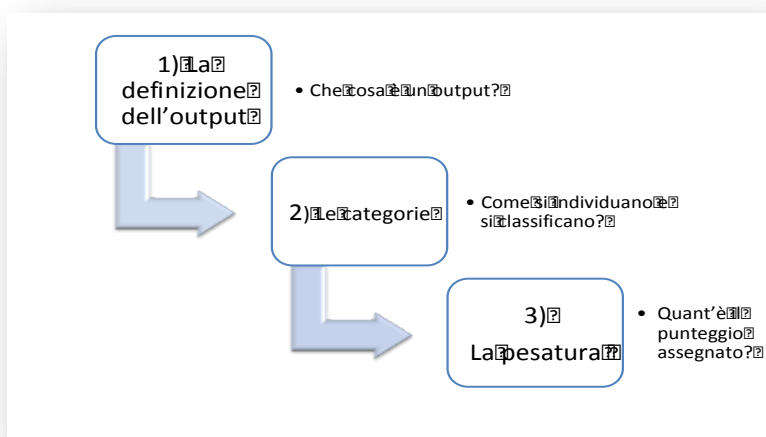 1) La
definizione
dell'output
• Che cosa è un output?
2) Le categorie
• Come si individuano e
si classificano?
3)
La pesatura
• Quant'è il
punteggio
assegnato?